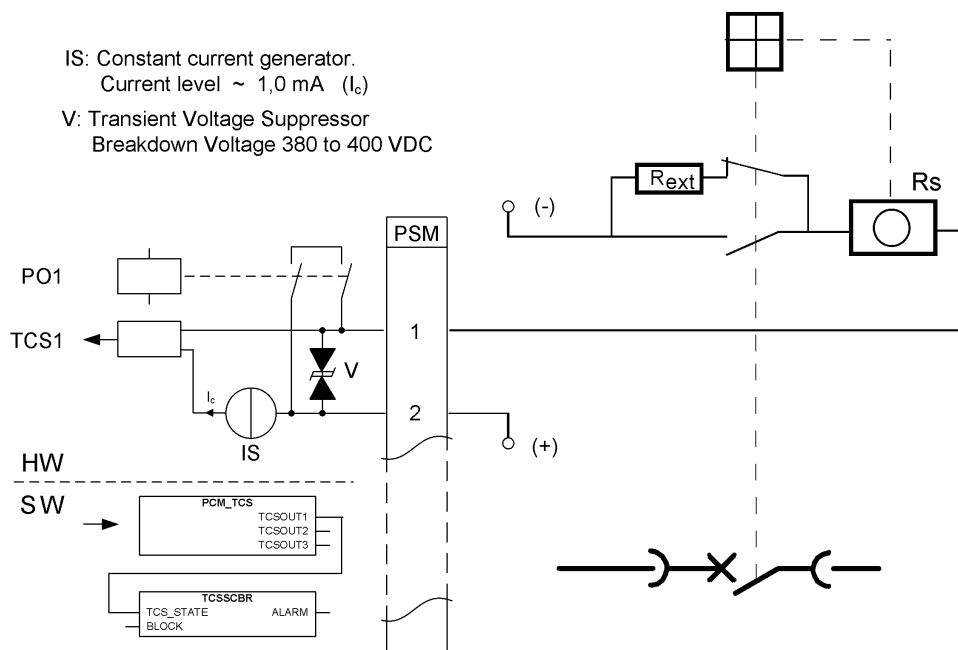 IS: Constant current generator.
Current level ~ 1,0 mA (Ic)
V: Transient Voltage Suppressor
Breakdown Voltage 380 to 400 VDC
Rext
Rs
(-)
PSM
PO1
TCS1
1
V
Ic
2
IS
(+)
HW
SW
PCM_TCS
TCSOUT1
TCSOUT2
TCSOUT3
TCSSCBR
TCS_STATE ALARM
BLOCK